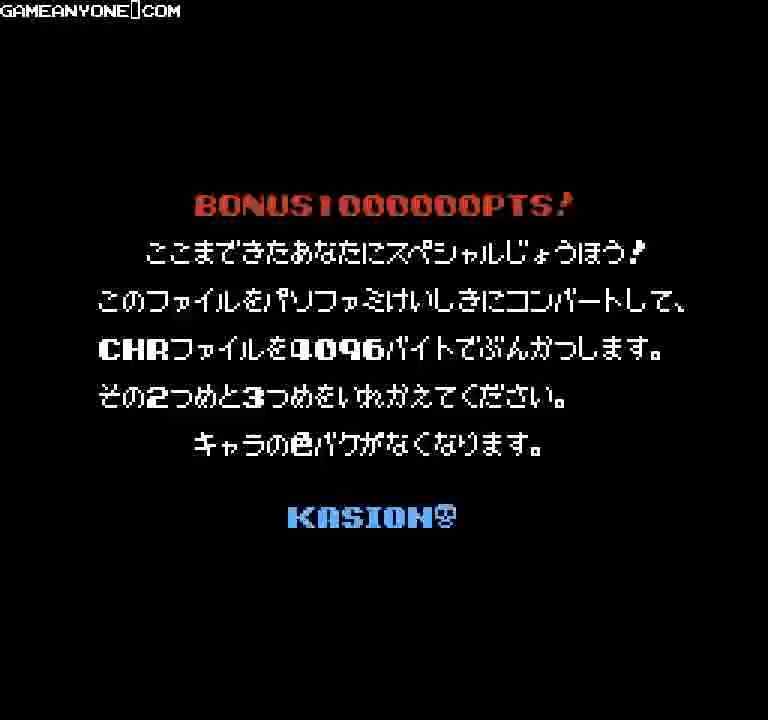 GAMEANYONE.COM
BONUS1000000PTS!
ここまできたあなたにスペシャルじょうほう!
このファイルをパソファミけいしきにコンバートして、
CHRファイルを4096バイトでぶんかつします。
その2つめと3つめをいれかえてください。
キャラの色バケがなくなります。
KASION